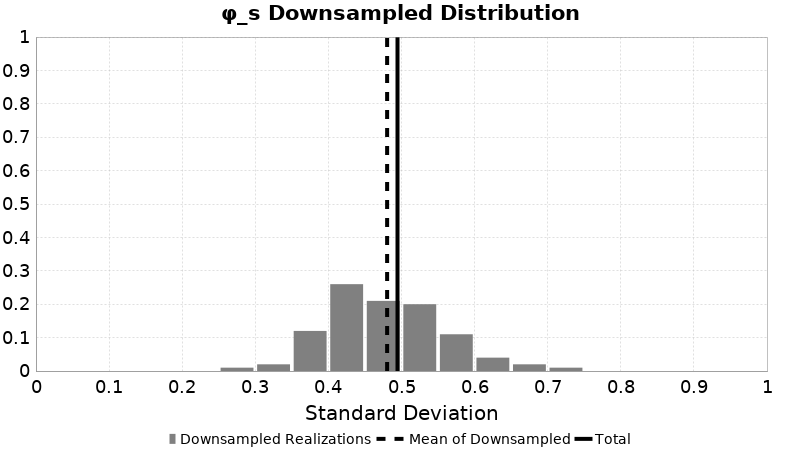 φ_s Downsampled Distribution
1
0.9
0.8
0.7
0.6
0.5
0.4
0.3
0.2
0.1
0
0 0.1 0.2 0.3 0.4 0.5 0.6 0.7 0.8 0.9 1
Standard Deviation
Downsampled Realizations Mean of Downsampled Total